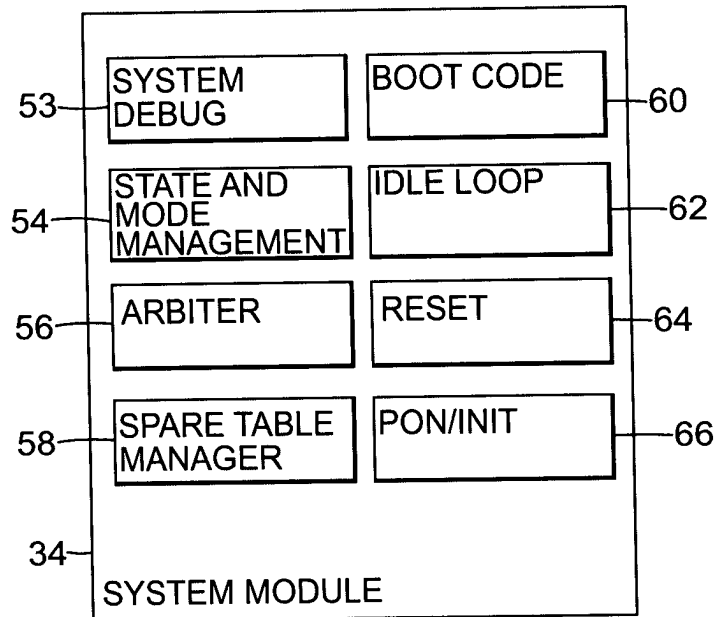 SYSTEM
DEBUG
53
BOOT CODE
60
STATE AND
MODE
MANAGEMENT
54
IDLE LOOP
62
ARBITER
56
RESET
64
SPARE TABLE
MANAGER
58
PON/INIT
66
34
SYSTEM MODULE